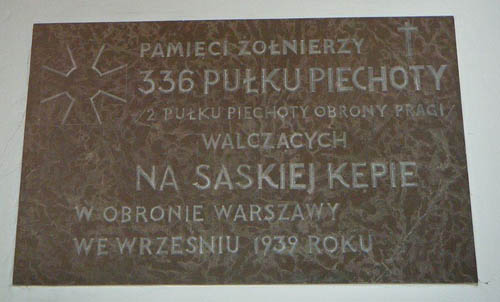 PAMIĘCI ŻOŁNIERZY
336 PUŁKU PIECHOTY
/2 PUŁKU PIECHOTY OBRONY PRAGI/
WALCZĄCYCH
NA SASKIEJ KĘPIE
W OBRONIE WARSZAWY
WE WRZEŚNIU 1939 ROKU